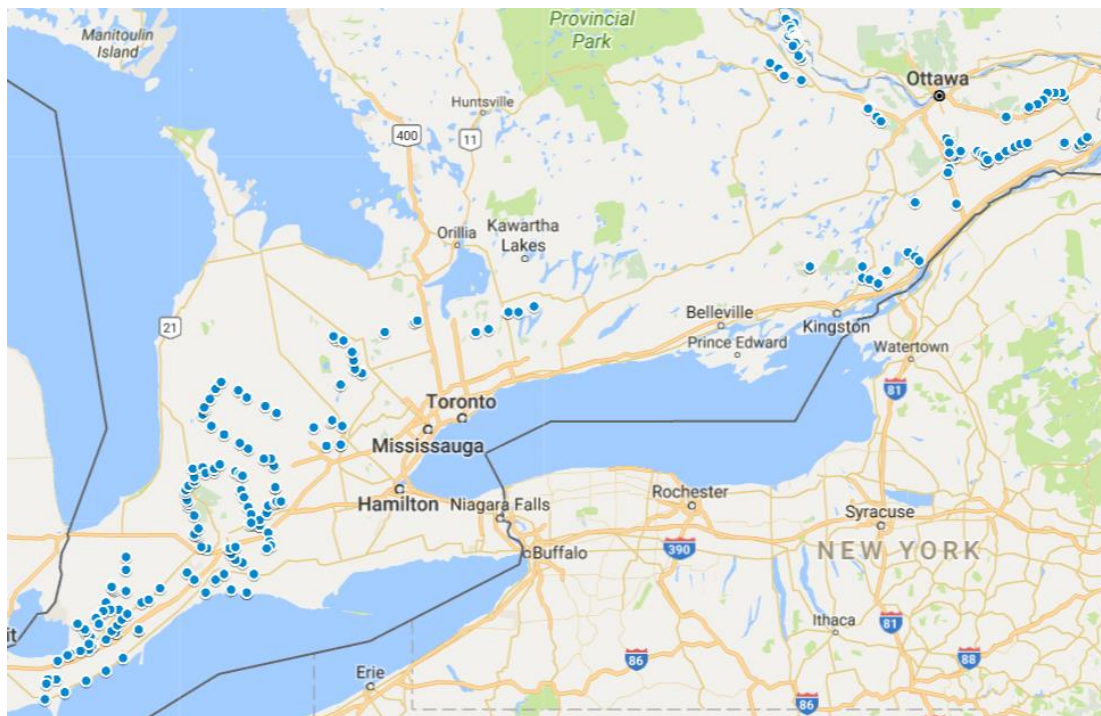 Manitoulin
Island
Provincial
Park
Ottawa
Huntsville
400
11
Kawartha
Lakes
Orillia
21
Belleville
Kingston
Prince Edward
Watertown
81
Toronto
Mississauga
Hamilton
Niagara Falls
Rochester
Syracuse
Buffalo
390
NEW YORK
Ithaca
81
it
86
88
Erie
86